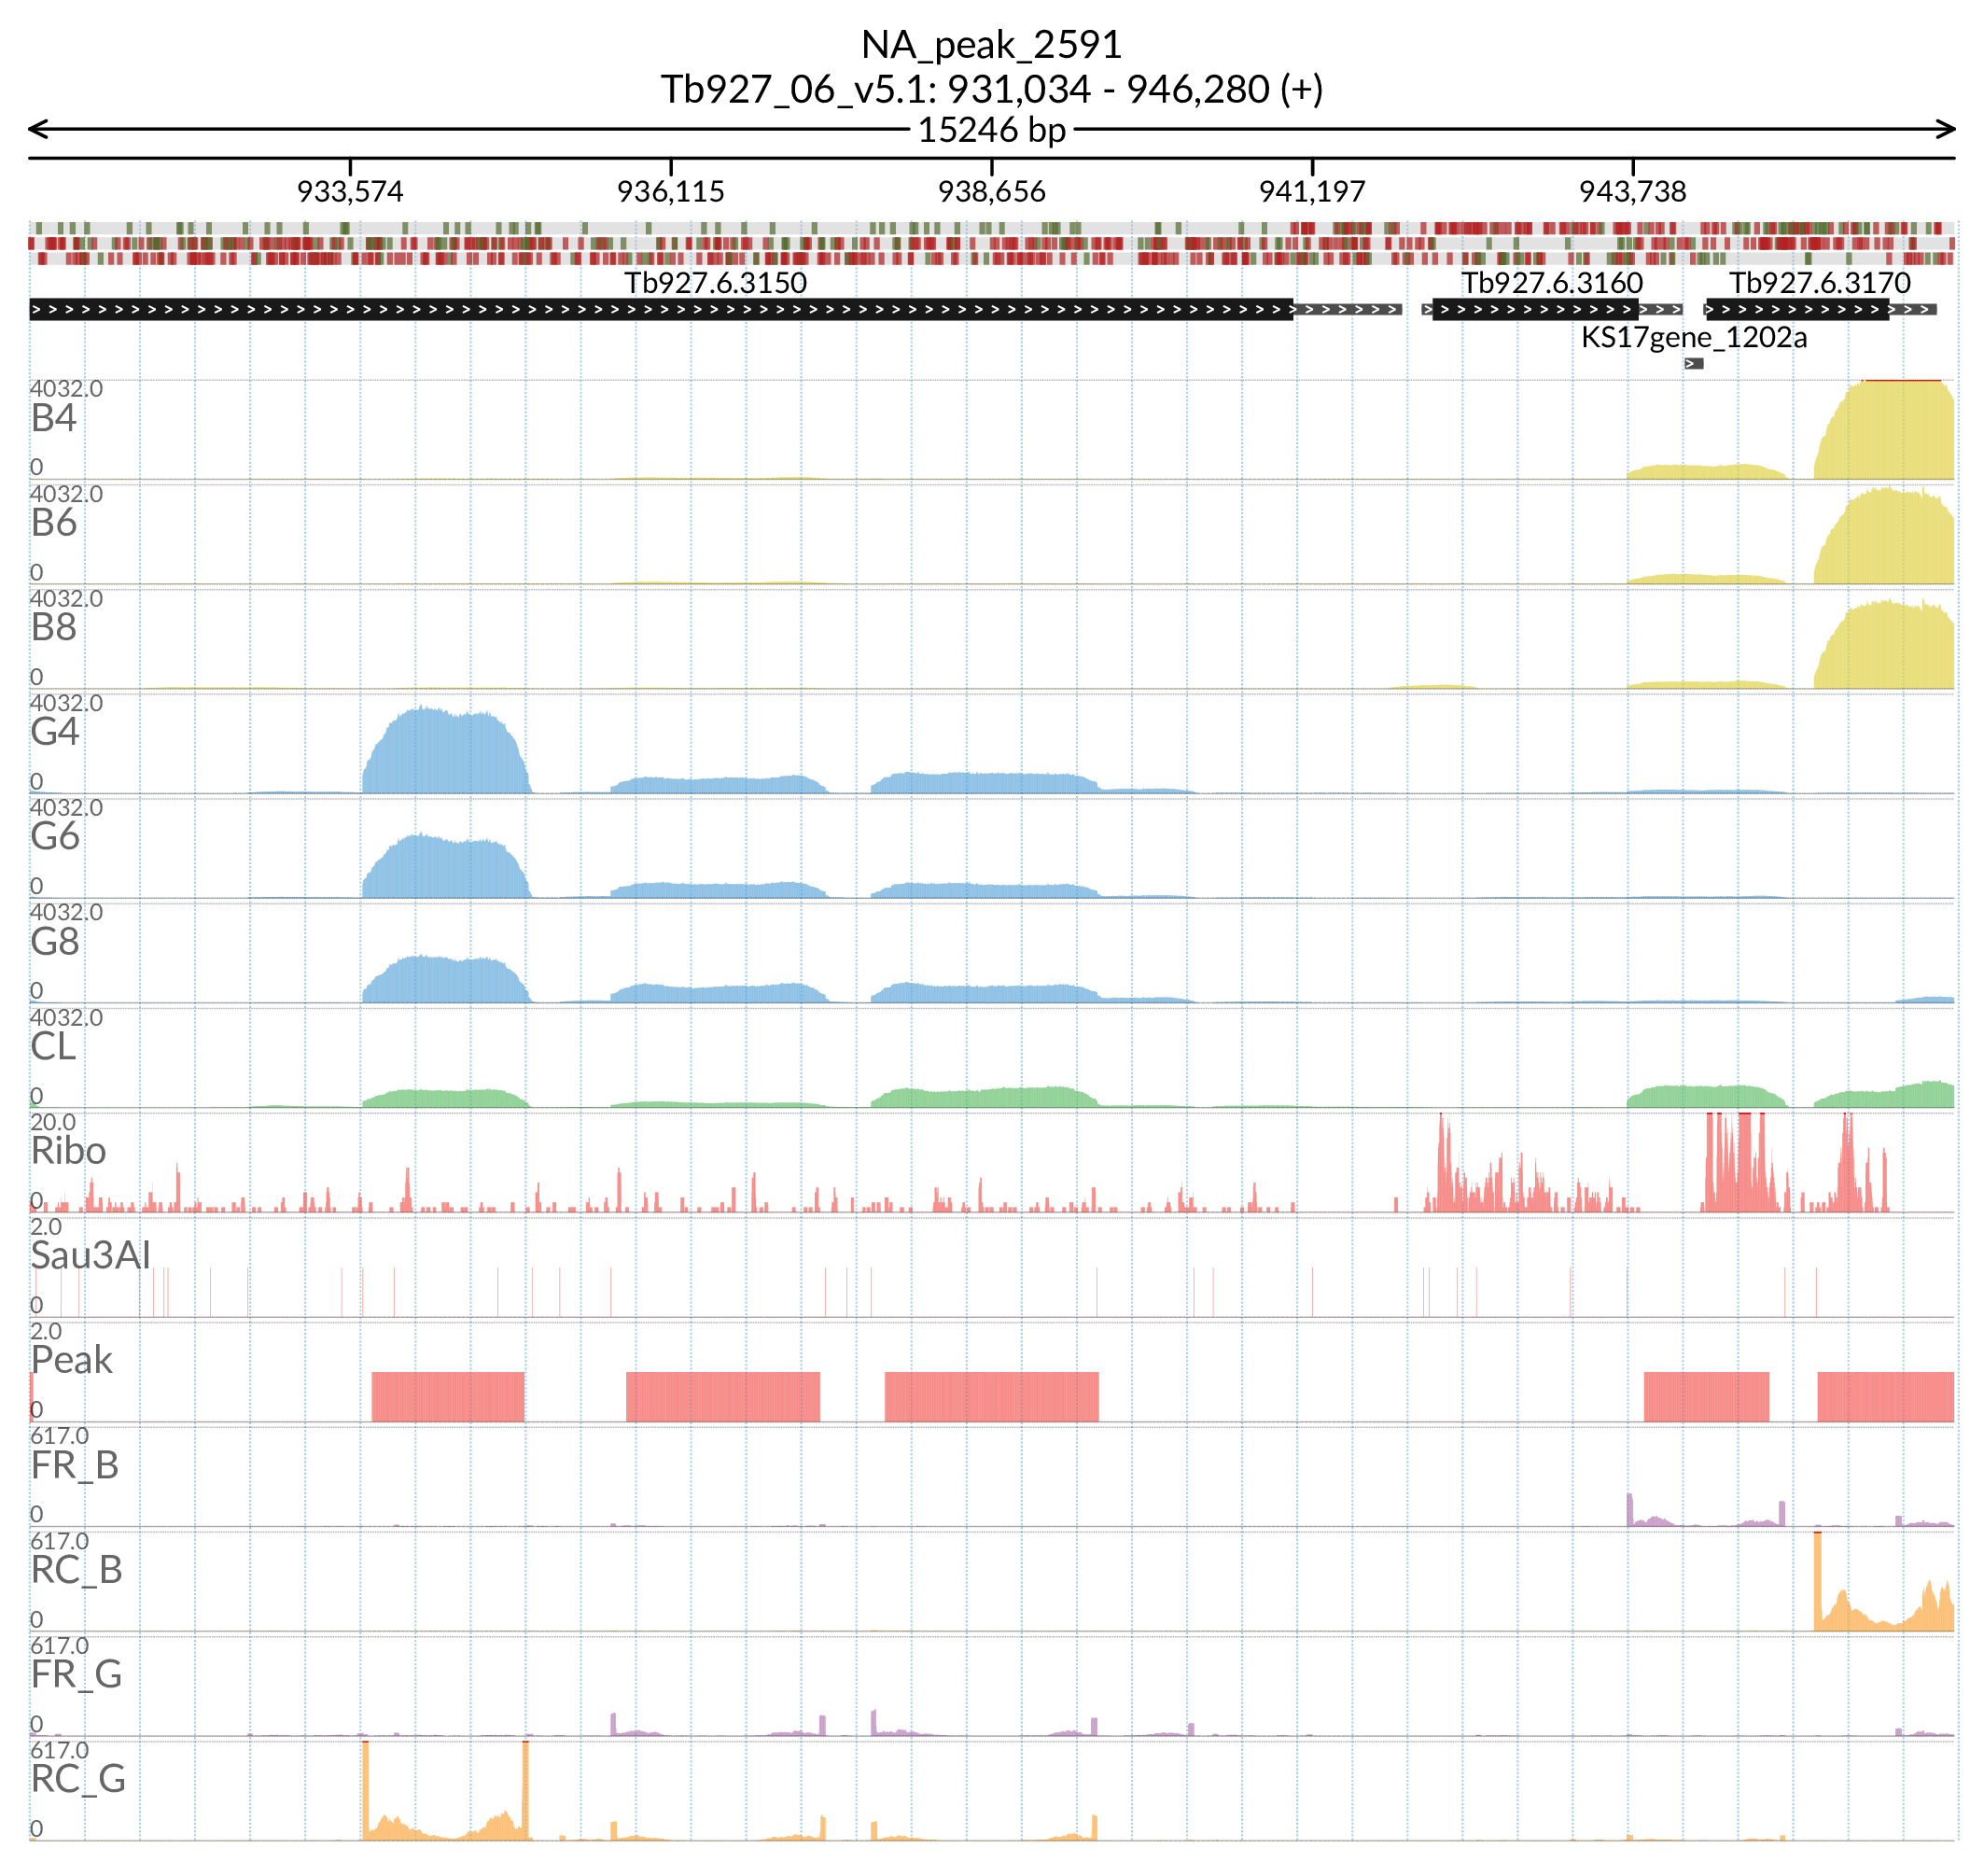 NA_peak_2591
Tb927_06_v5.1: 931,034 - 946,280 (+)
15246 bp
933,574 936,115 938,656 941,197 943,738
Tb927.6.3150 Tb927.6.3160 Tb927.6.3170
KS17gene_1202a
4032.0
B4
0
4032.0
B6
0
4032.0
B8
0
4032.0
G4
0
4032.0
G6
0
4032.0
G8
0
4032.0
CL
0
20.0
Ribo
0
2.0
Sau3AI
0
2.0
Peak
0
617.0
FR_B
0
617.0
RC_B
0
617.0
FR_G
0
617.0
RC_G
0